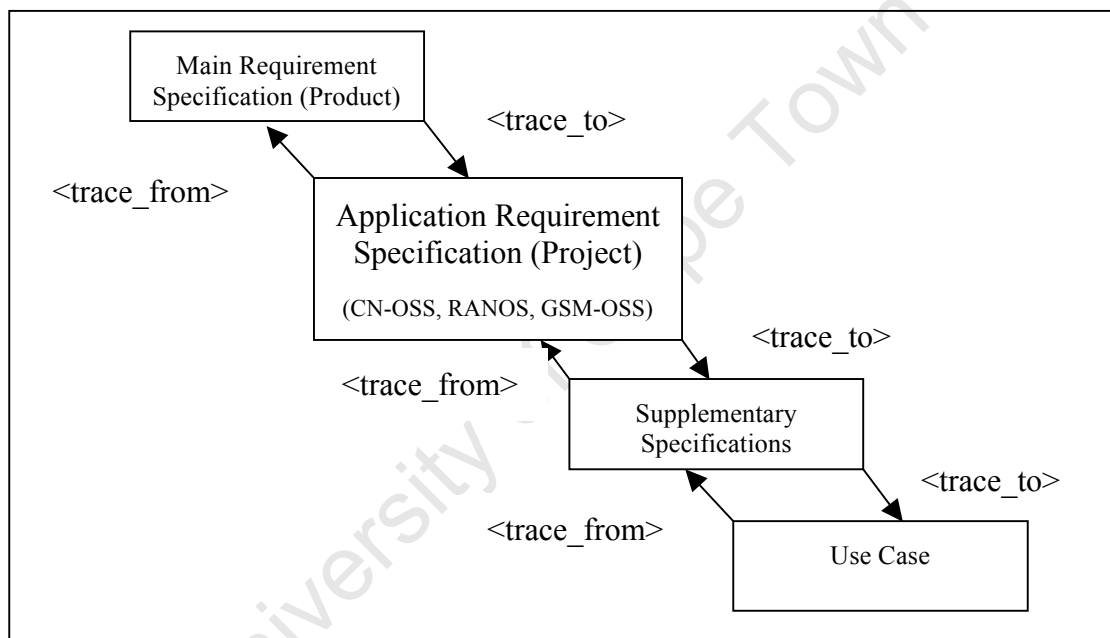 Main Requirement
Specification (Product)
<trace_to>
<trace_from>
Application Requirement
Specification (Project)
(CN-OSS, RANOS, GSM-OSS)
<trace_to>
<trace_from>
Supplementary
Specifications
<trace_to>
<trace_from>
Use Case